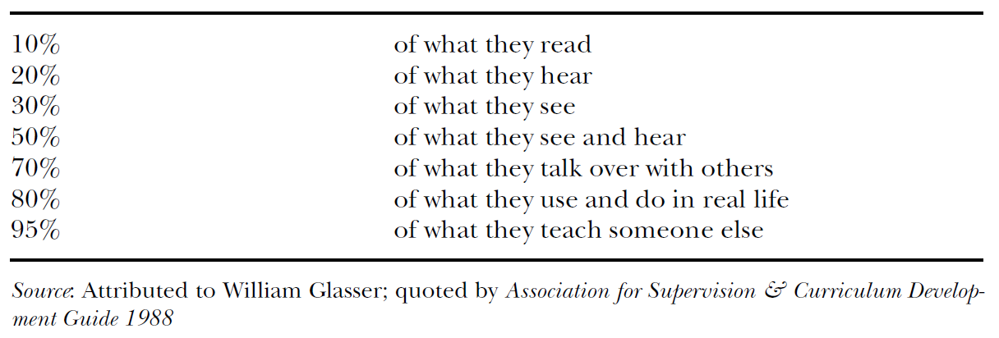 10% of what they read
20% of what they hear
30% of what they see
50% of what they see and hear
70% of what they talk over with others
80% of what they use and do in real life
95% of what they teach someone else
Source: Attributed to William Glasser; quoted by Association for Supervision & Curriculum Develop-
ment Guide 1988